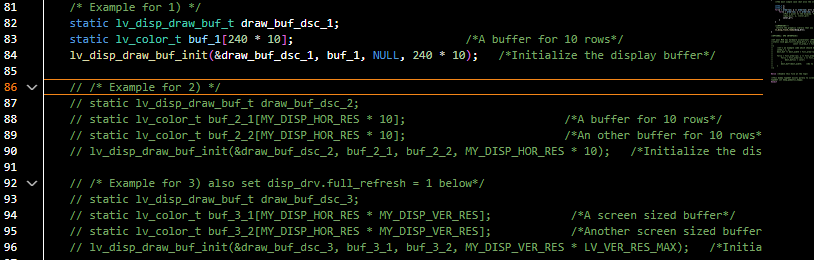 81 /* Example for 1) */
82 static lv_disp_draw_buf_t draw_buf_dsc_1;
83 static lv_color_t buf_1[240 * 10]; /*A buffer for 10 rows*/
84 lv_disp_draw_buf_init(&draw_buf_dsc_1, buf_1, NULL, 240 * 10); /*Initialize the display buffer*/
85
86 // /* Example for 2) */
87 // static lv_disp_draw_buf_t draw_buf_dsc_2;
88 // static lv_color_t buf_2_1[MY_DISP_HOR_RES * 10]; /*A buffer for 10 rows*/
89 // static lv_color_t buf_2_2[MY_DISP_HOR_RES * 10]; /*An other buffer for 10 rows*
90 // lv_disp_draw_buf_init(&draw_buf_dsc_2, buf_2_1, buf_2_2, MY_DISP_HOR_RES * 10); /*Initialize the dis
91
92 // /* Example for 3) also set disp_drv.full_refresh = 1 below*/
93 // static lv_disp_draw_buf_t draw_buf_dsc_3;
94 // static lv_color_t buf_3_1[MY_DISP_HOR_RES * MY_DISP_VER_RES]; /*A screen sized buffer*/
95 // static lv_color_t buf_3_2[MY_DISP_HOR_RES * MY_DISP_VER_RES]; /*Another screen sized buffer
96 // lv_disp_draw_buf_init(&draw_buf_dsc_3, buf_3_1, buf_3_2, MY_DISP_VER_RES * LV_VER_RES_MAX); /*Initia